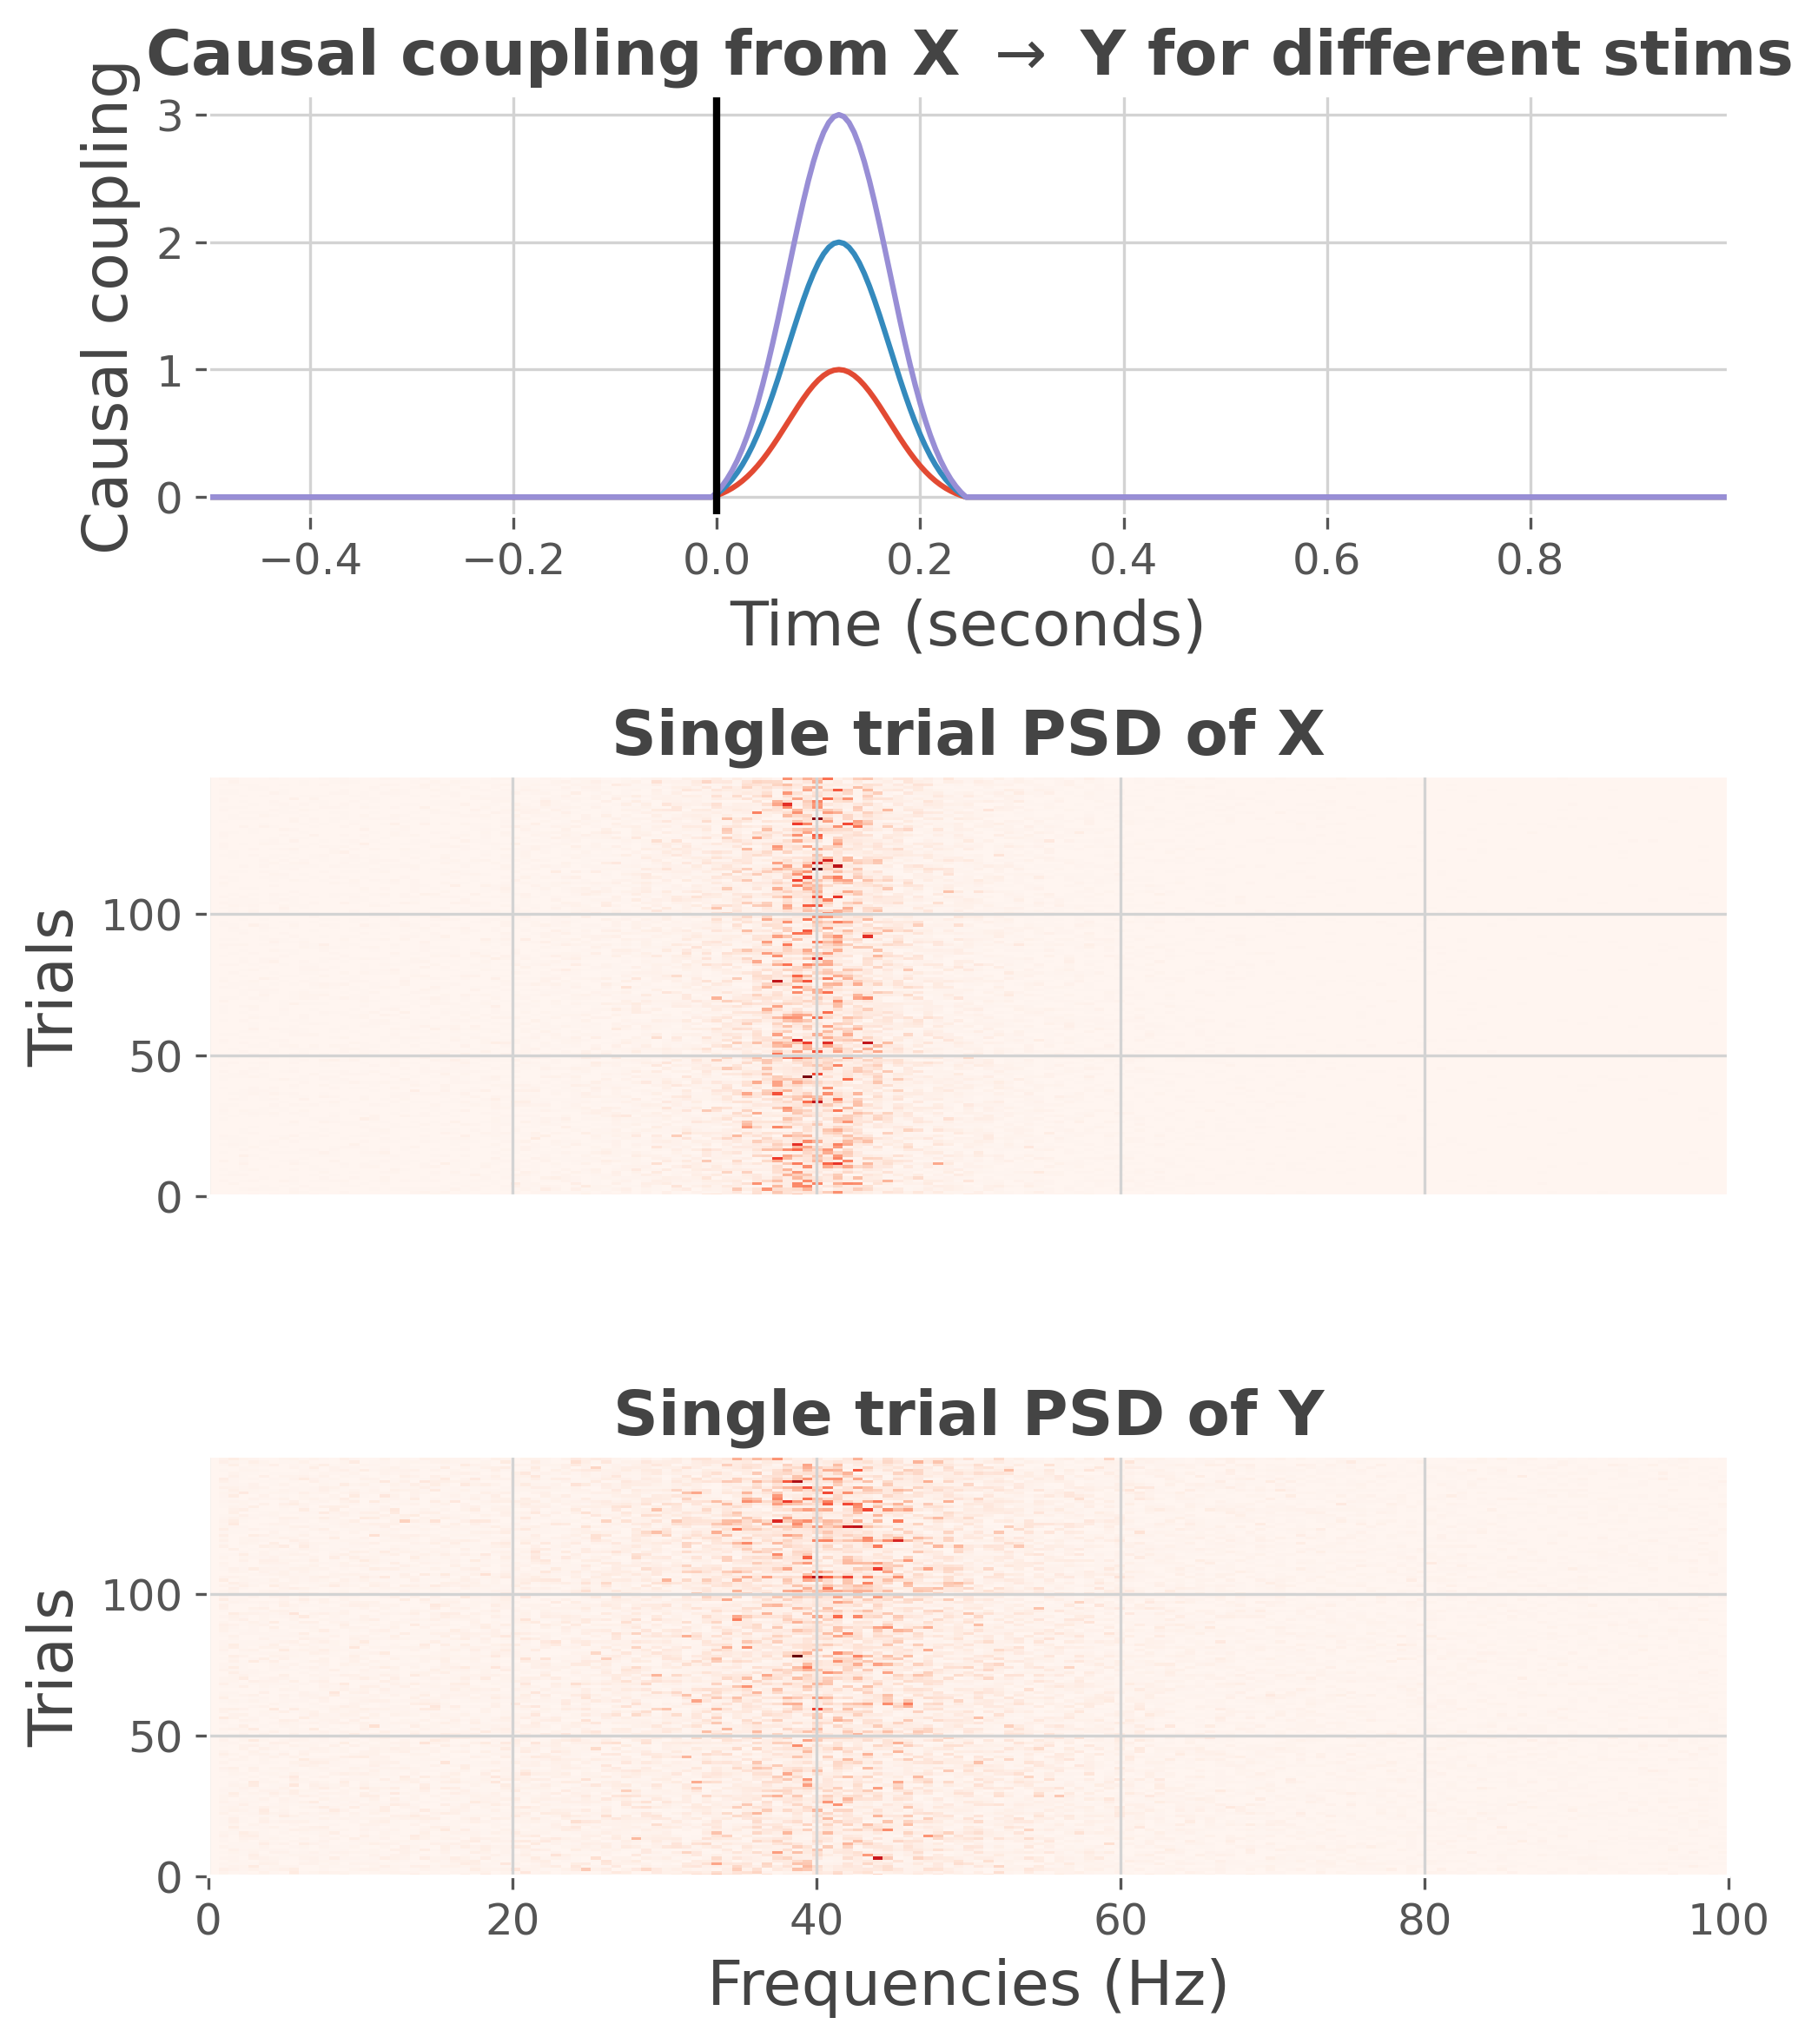 Causal coupling from X → Y for different stims
Causal coupling
3
2
1
0
−0.4 −0.2 0.0 0.2 0.4 0.6 0.8
Time (seconds)
Single trial PSD of X
Trials
100
50
0
Single trial PSD of Y
Trials
100
50
0
0 20 40 60 80 100
Frequencies (Hz)